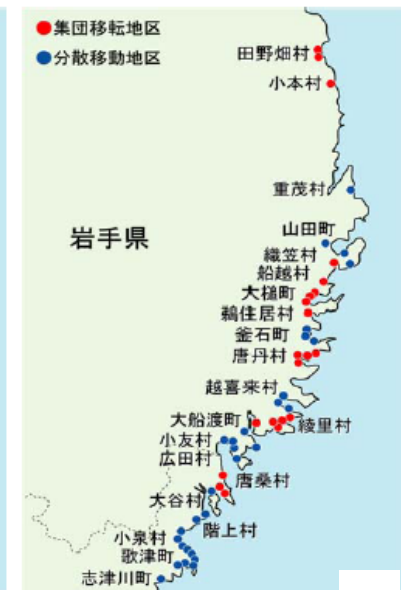 集団移転地区
分散移動地区
田野畑村
小本村
重茂村
山田町
岩手県
織笠村
船越村
大槌町
鵜住居村
釜石町
唐丹村
越喜来村
大船渡町
綾里村
小友村
広田村
唐桑村
大谷村
階上村
小泉村
歌津町
志津川町